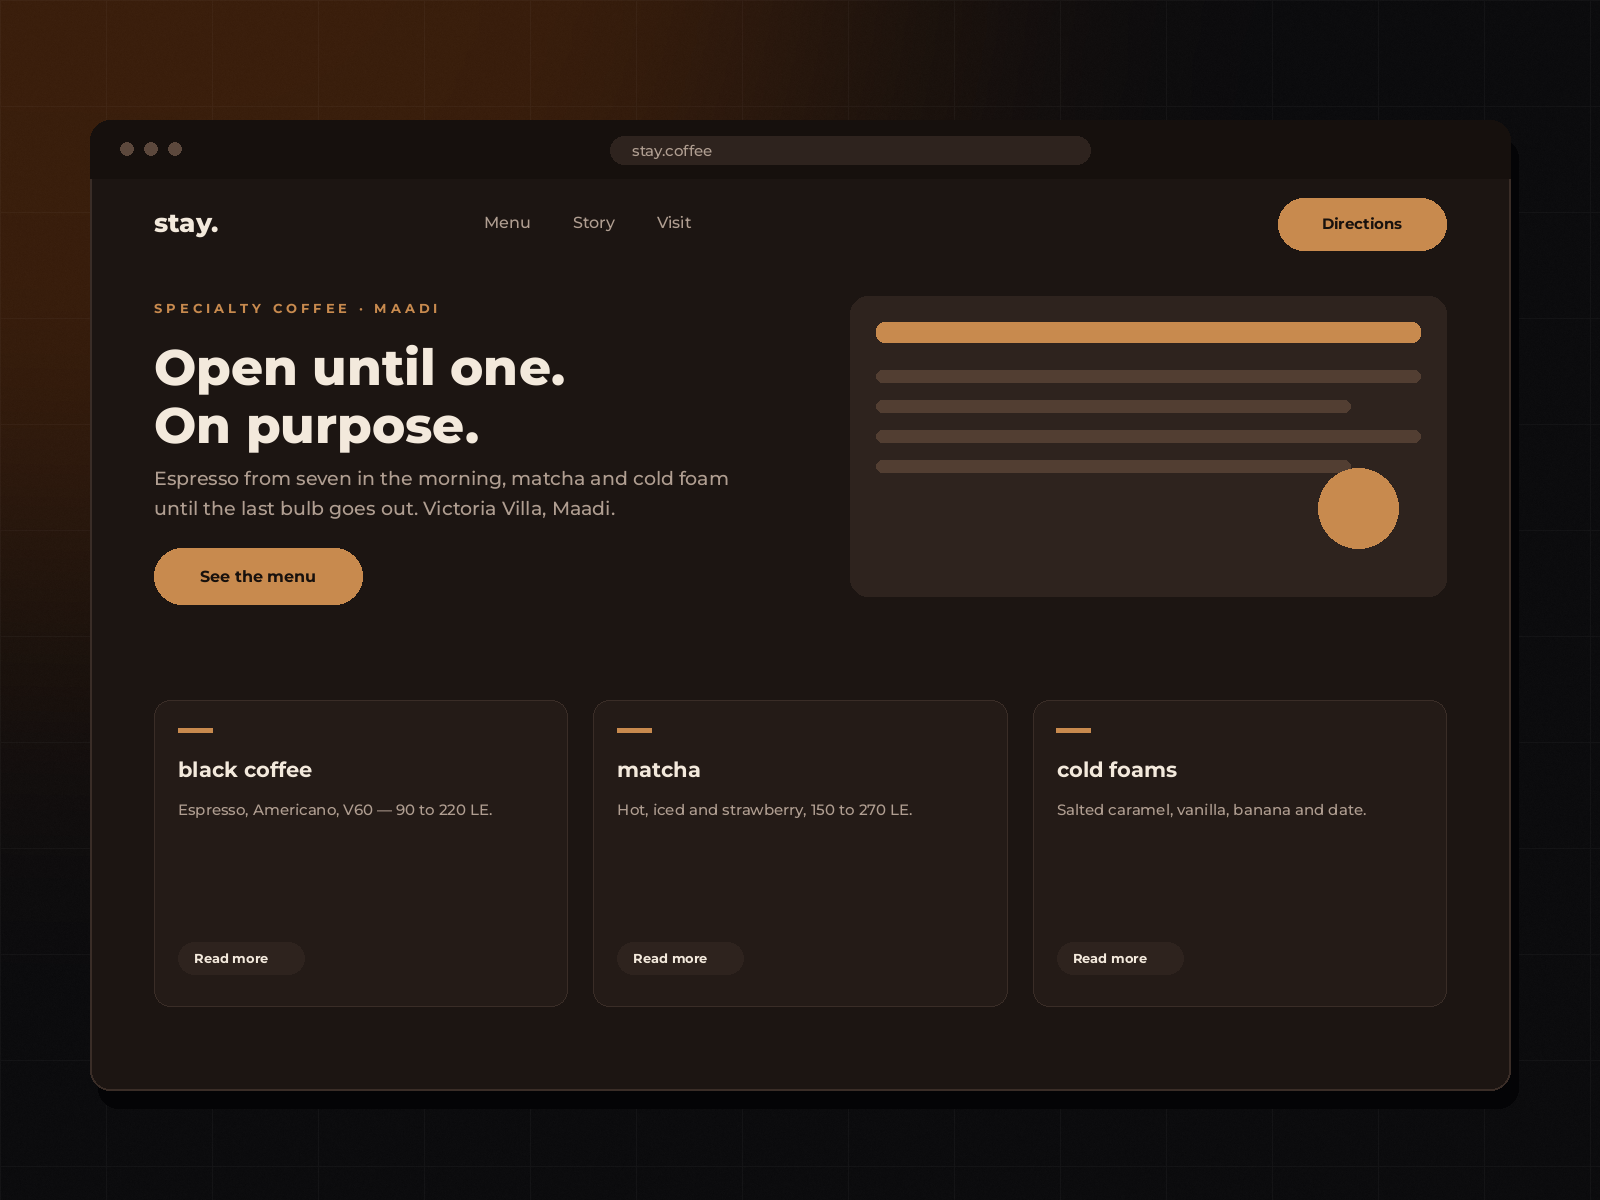 stay.coffee
stay.
Menu
Story
Visit
Directions
SPECIALTY COFFEE · MAADI
Open until one.
On purpose.
Espresso from seven in the morning, matcha and cold foam
until the last bulb goes out. Victoria Villa, Maadi.
See the menu
black coffee
Espresso, Americano, V60 — 90 to 220 LE.
Read more
matcha
Hot, iced and strawberry, 150 to 270 LE.
Read more
cold foams
Salted caramel, vanilla, banana and date.
Read more